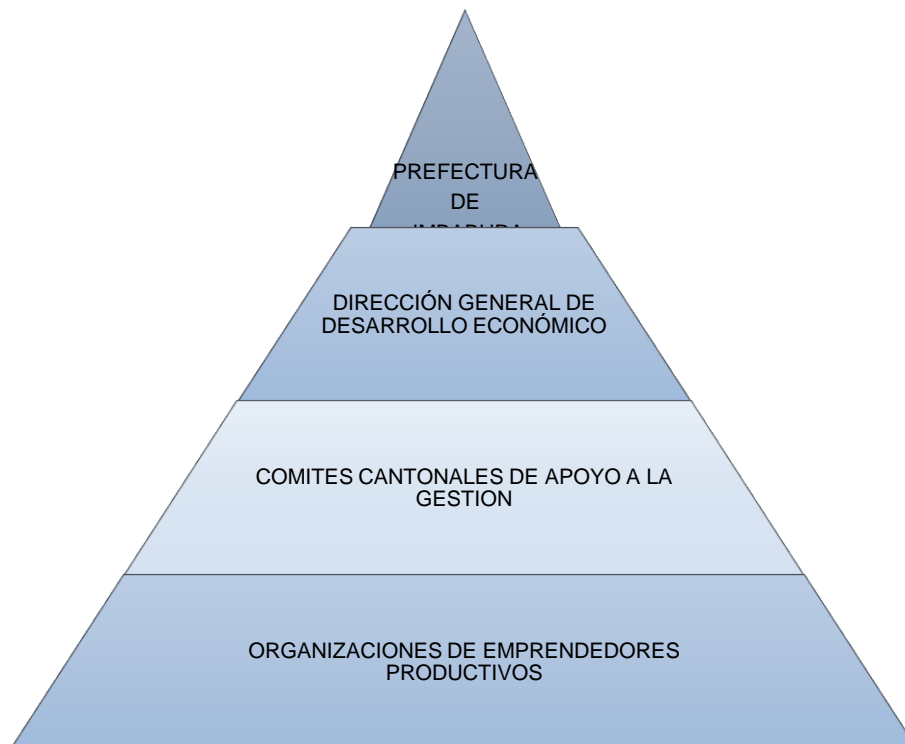 PREFECTURA
DE
DIRECCIÓN GENERAL DE
DESARROLLO ECONÓMICO
COMITES CANTONALES DE APOYO A LA
GESTION
ORGANIZACIONES DE EMPRENDEDORES
PRODUCTIVOS